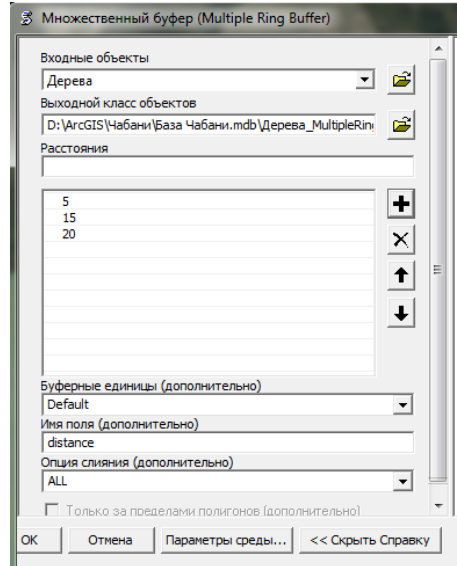 Множественный буфер (Multiple Ring Buffer)
Входные объекты
Дерева
Выходной класс объектов
D:\ArcGIS\Чабани\База Чабани.mdb\Дерева_MultipleRin
Расстояния
5
15
20
Буферные единицы (дополнительно)
Default
Имя поля (дополнительно)
distance
Опция слияния (дополнительно)
ALL
Только за пределами полигонов (дополнительно)
OK Отмена Параметры среды... << Скрыть Справку